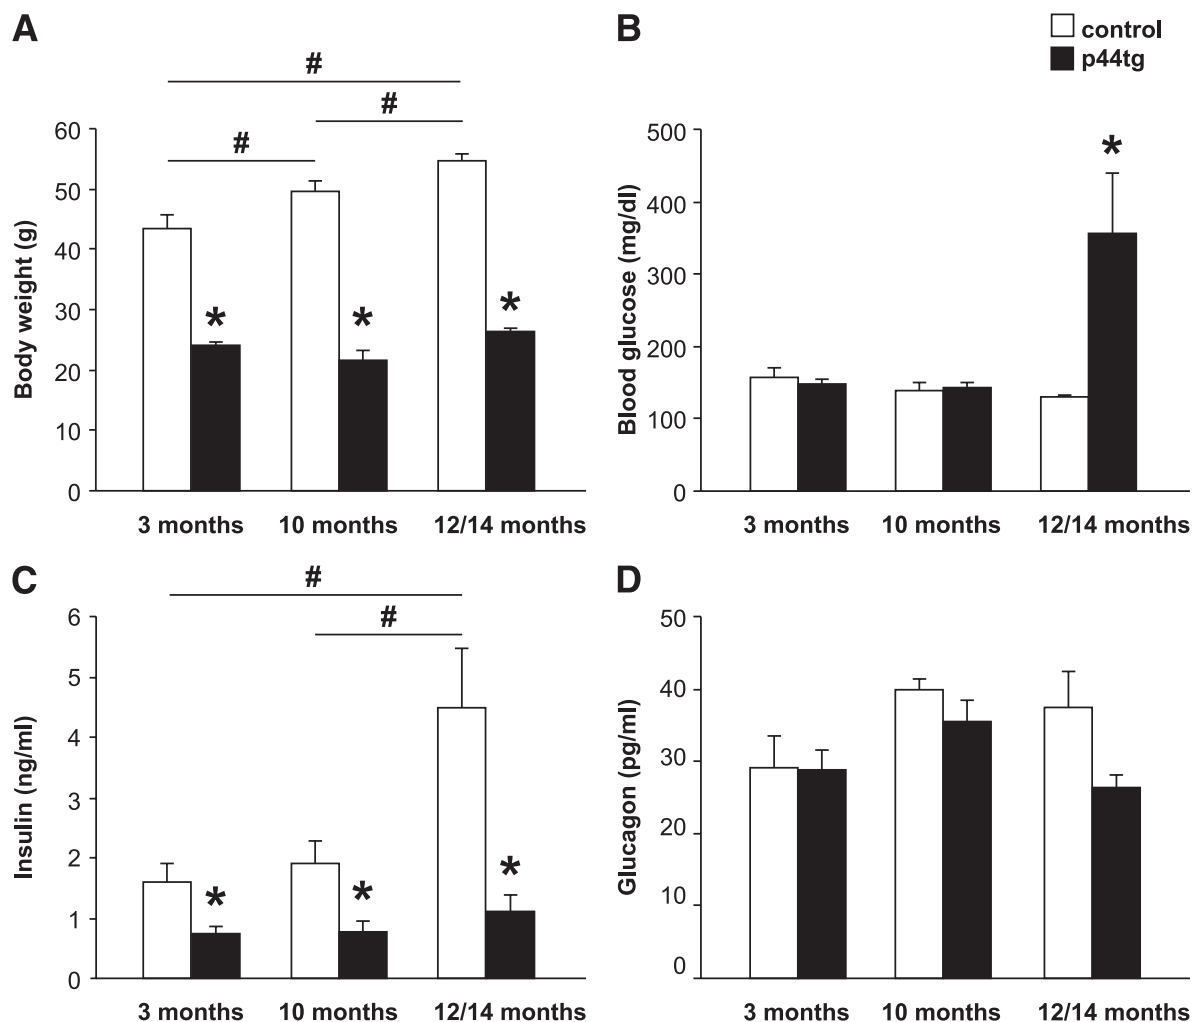 A
B
control
p44tg
#
#
#
60
50
40
30
20
10
0
Body weight (g)
*
*
*
3 months
10 months
12/14 months
500
400
300
200
100
0
Blood glucose (mg/dl)
*
3 months
10 months
12/14 months
C
#
#
6
5
4
3
2
1
0
Insulin (ng/ml)
*
*
*
3 months
10 months
12/14 months
D
50
40
30
20
10
0
Glucagon (pg/ml)
3 months
10 months
12/14 months